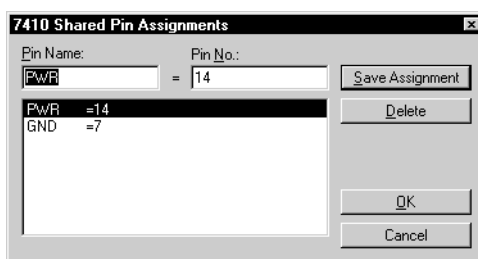 7410 Shared Pin Assignments
Pin Name: Pin No.:
PWR = 14 Save Assignment
PWR =14 Delete
GND =7
OK
Cancel